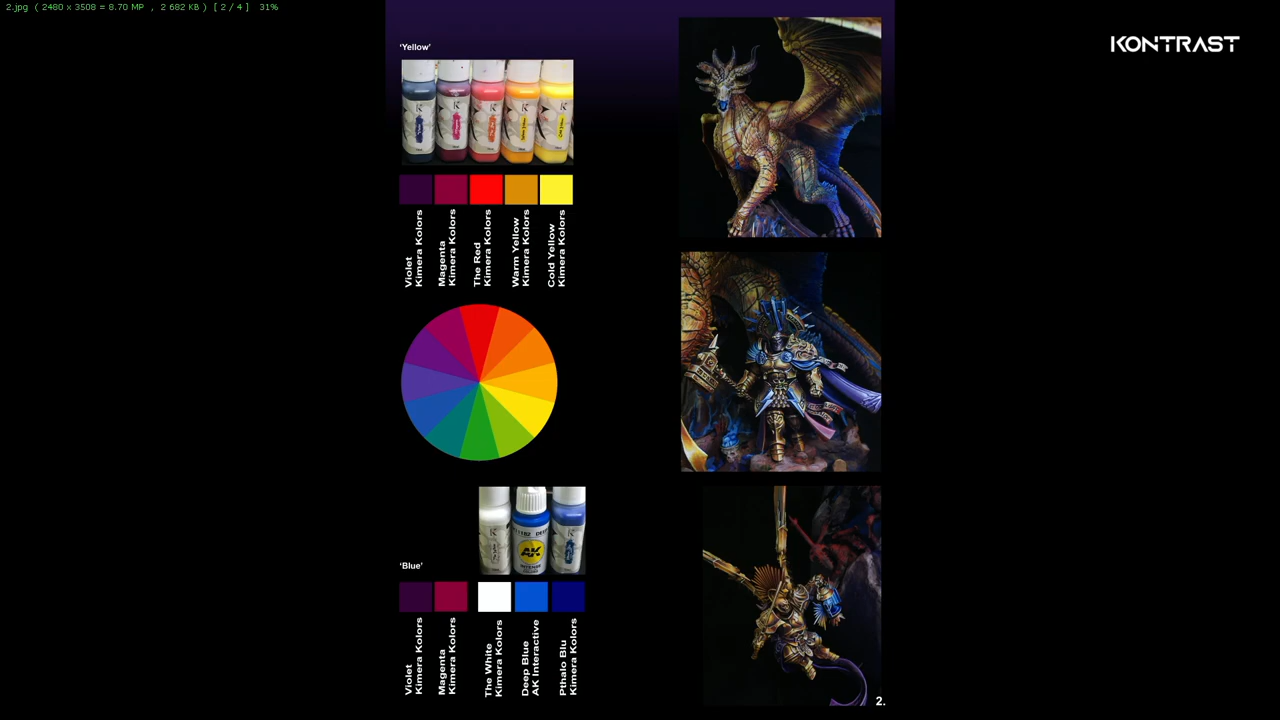 2.jpg ( 2480 x 3508 = 8.70 MP , 2 682 KB ) [ 2 / 4 ] 31%
KONTRAST
‘Yellow’
Violet
Kimera Kolors
Magenta
Kimera Kolors
The Red
Kimera Kolors
Warm Yellow
Kimera Kolors
Cold Yellow
Kimera Kolors
AK
INTENSE
‘Blue’
Violet
Kimera Kolors
Magenta
Kimera Kolors
The White
Kimera Kolors
Deep Blue
AK Interactive
Pthalo Blu
Kimera Kolors
2.